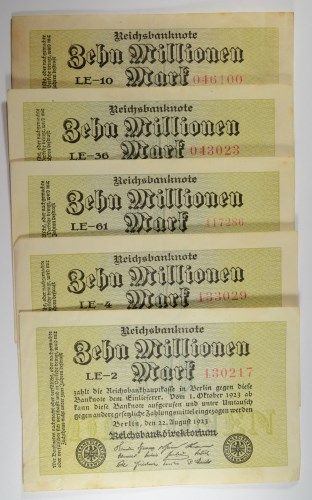 Reichsbanknote
Zehn Millionen
Mark
LE-10 046100
Reichsbanknote
Zehn Millionen
Mark
LE-36 043023
Reichsbanknote
Zehn Millionen
Mark
LE-61 117286
Reichsbanknote
Zehn Millionen
Mark
LE-4 133029
Reichsbanknote
Zehn Millionen
Mark
LE-2 130217
zahlt die Reichsbankhauptkasse in Berlin gegen diese
Banknote dem Einlieferer. Vom 1. Oktober 1923 ab
kann diese Banknote aufgerufen und unter Umtausch
gegen andere gesetzliche Zahlungsmittel eingezogen werden
Berlin, den 22. August 1923
Reichsbankdirektorium